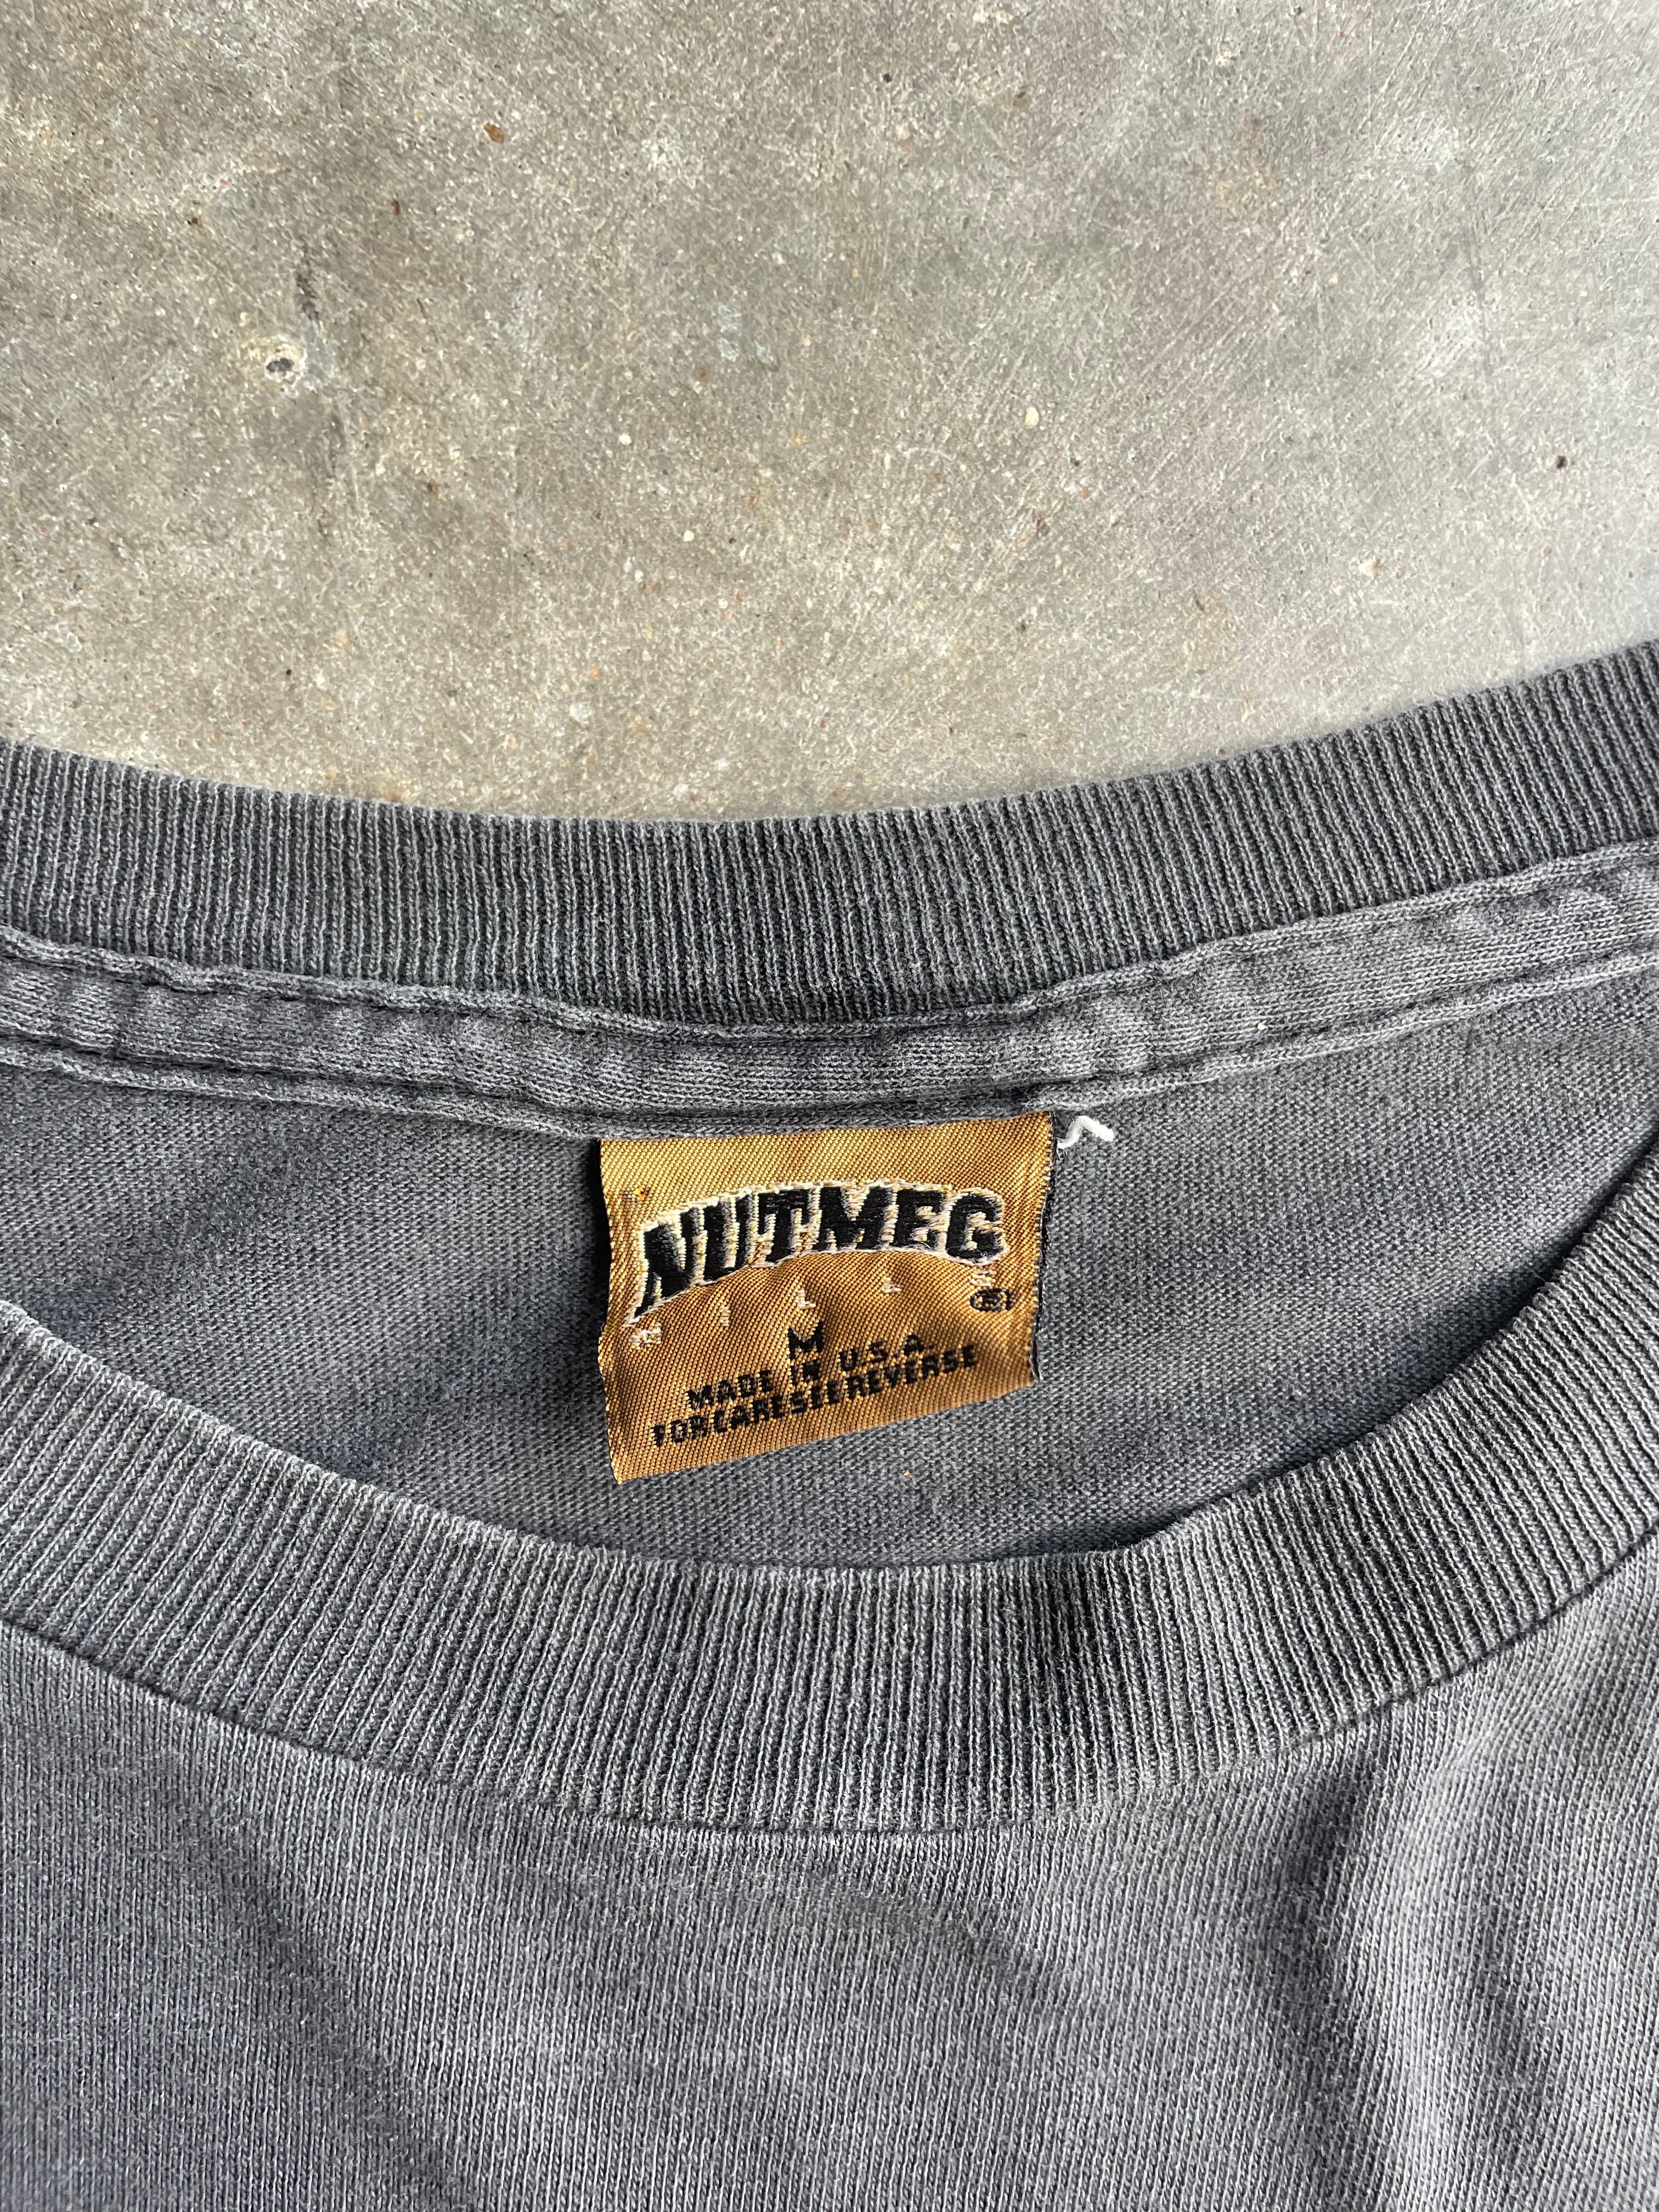 NUTMEG
M
MADE IN U.S.A.
FOR CARE SEE REVERSE